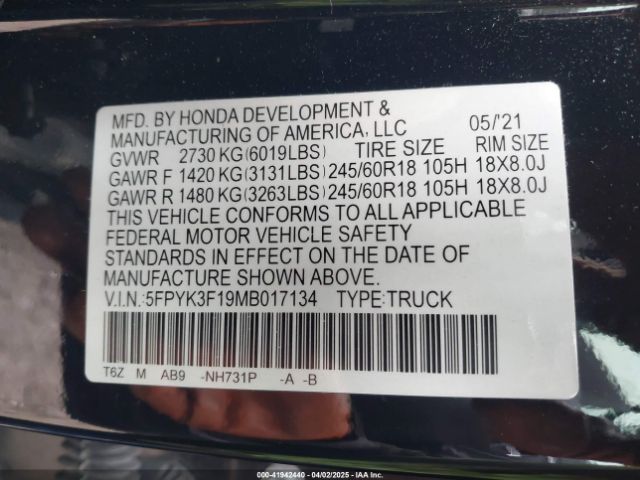 MFD. BY HONDA DEVELOPMENT &
MANUFACTURING OF AMERICA, LLC 05/'21
GVWR 2730 KG(6019LBS) TIRE SIZE RIM SIZE
GAWR F 1420 KG(3131LBS) 245/60R18 105H 18X8.0J
GAWR R 1480 KG(3263LBS) 245/60R18 105H 18X8.0J
THIS VEHICLE CONFORMS TO ALL APPLICABLE
FEDERAL MOTOR VEHICLE SAFETY
STANDARDS IN EFFECT ON THE DATE OF
MANUFACTURE SHOWN ABOVE.
V.I.N.:5FPYK3F19MB017134 TYPE:TRUCK
T6Z M AB9 -NH731P -A -B
000-41942440 - 04/02/2025 - IAA Inc.